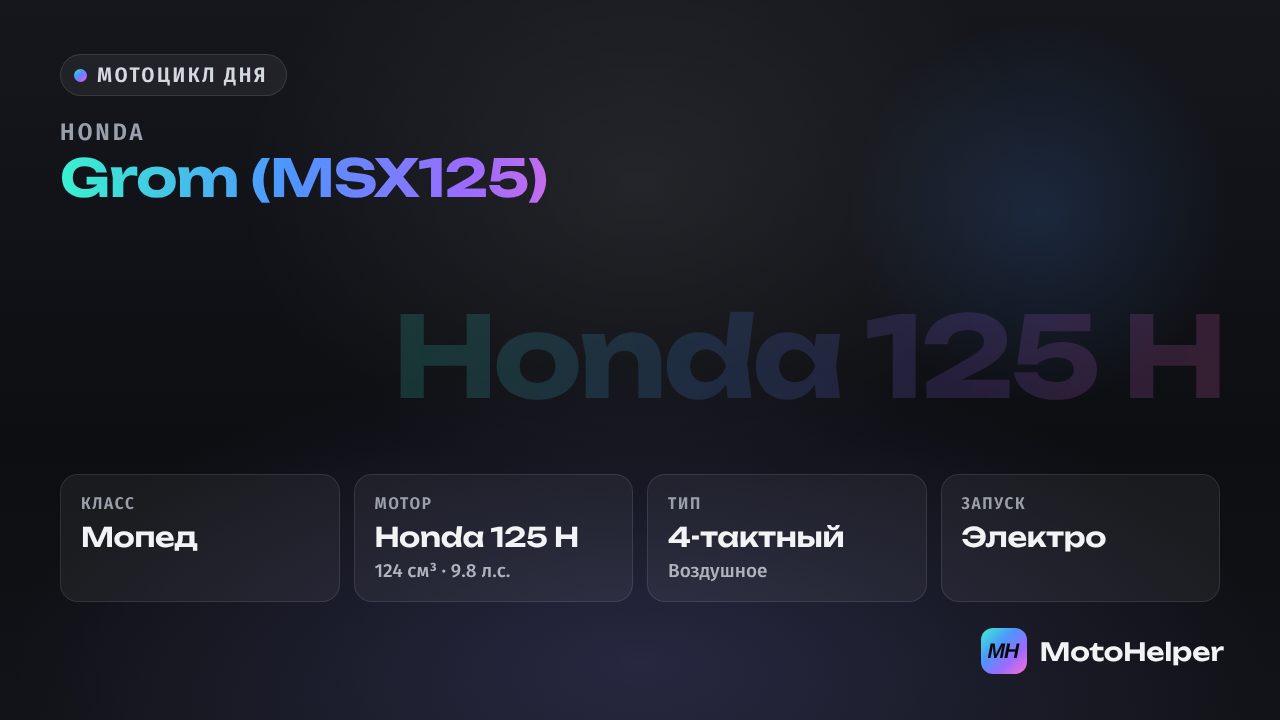 МОТОЦИКЛ ДНЯ
HONDA
Grom (MSX125)
Honda 125 H
КЛАСС
Мопед
МОТОР
Honda 125 H
124 см³ · 9.8 л.с.
ТИП
4-тактный
Воздушное
ЗАПУСК
Электро
MH MotoHelper